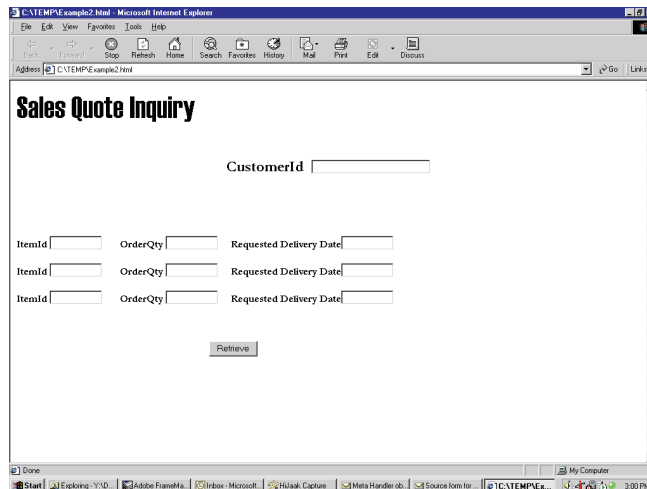 C:\TEMP\Example2.html - Microsoft Internet Explorer
File Edit View Favorites Tools Help
Back Forward Stop Refresh Home Search Favorites History Mail Print Edit Discuss
Address C:\TEMP\Example2.html Go Links
Sales Quote Inquiry
CustomerId
ItemId OrderQty Requested Delivery Date
ItemId OrderQty Requested Delivery Date
ItemId OrderQty Requested Delivery Date
Retrieve
Done My Computer
Start Exploring - Y:\D... Adobe FrameMa... Inbox - Microsoft... HiJaak Capture Meta Handler ob... Source form for ... C:\TEMP\Ex... 3:00 PM